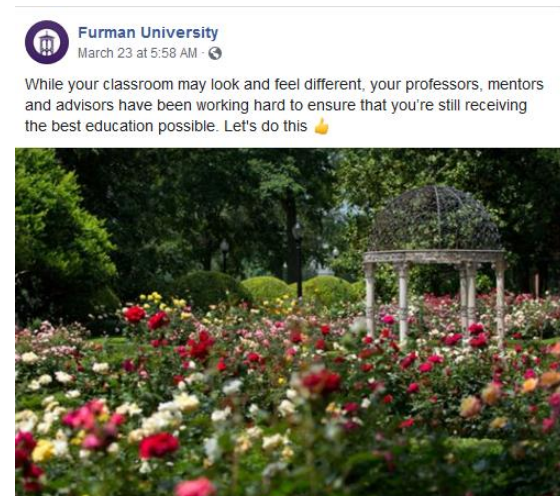 Furman University
March 23 at 5:58 AM ·
While your classroom may look and feel different, your professors, mentors
and advisors have been working hard to ensure that you're still receiving
the best education possible. Let's do this 👍